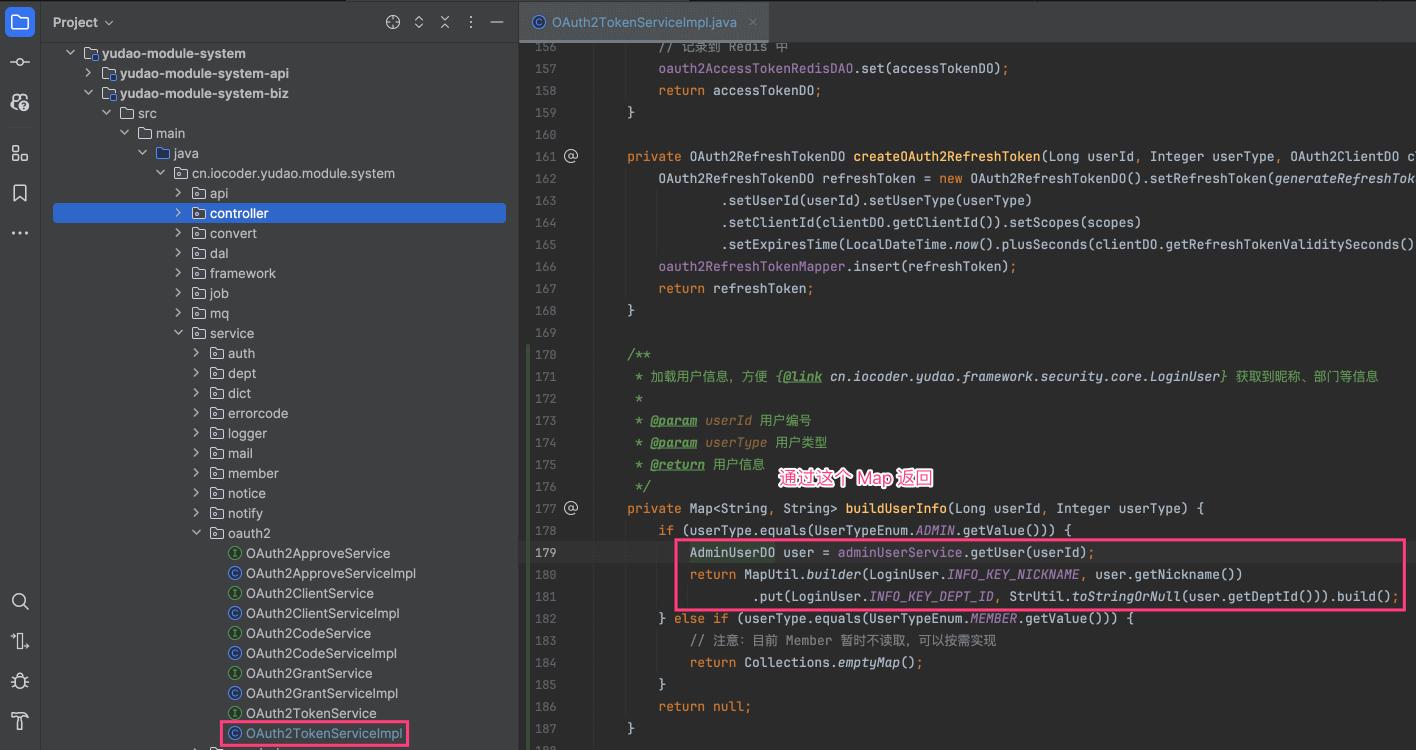 Project
yudao-module-system
yudao-module-system-api
yudao-module-system-biz
src
main
java
cn.iocoder.yudao.module.system
api
controller
convert
dal
framework
job
mq
service
auth
dept
dict
errorcode
logger
mail
member
notice
notify
oauth2
OAuth2ApproveService
OAuth2ApproveServiceImpl
OAuth2ClientService
OAuth2ClientServiceImpl
OAuth2CodeService
OAuth2CodeServiceImpl
OAuth2GrantService
OAuth2GrantServiceImpl
OAuth2TokenService
OAuth2TokenServiceImpl
OAuth2TokenServiceImpl.java
156 // 记录到 Redis 中
157 oauth2AccessTokenRedisDAO.set(accessTokenDO);
158 return accessTokenDO;
159 }
160
161 private OAuth2RefreshTokenDO createOAuth2RefreshToken(Long userId, Integer userType, OAuth2ClientDO c
162 OAuth2RefreshTokenDO refreshToken = new OAuth2RefreshTokenDO().setRefreshToken(generateRefreshTok
163 .setUserId(userId).setUserType(userType)
164 .setClientId(clientDO.getClientId()).setScopes(scopes)
165 .setExpiresTime(LocalDateTime.now().plusSeconds(clientDO.getRefreshTokenValiditySeconds()
166 oauth2RefreshTokenMapper.insert(refreshToken);
167 return refreshToken;
168 }
169
170 /**
171 * 加载用户信息，方便 {@link cn.iocoder.yudao.framework.security.core.LoginUser} 获取到昵称、部门等信息
172 *
173 * @param userId 用户编号
174 * @param userType 用户类型
175 * @return 用户信息
通过这个 Map 返回
176 */
177 private Map<String, String> buildUserInfo(Long userId, Integer userType) {
178 if (userType.equals(UserTypeEnum.ADMIN.getValue())) {
179 AdminUserDO user = adminUserService.getUser(userId);
180 return MapUtil.builder(LoginUser.INFO_KEY_NICKNAME, user.getNickname())
181 .put(LoginUser.INFO_KEY_DEPT_ID, StrUtil.toStringOrNull(user.getDeptId())).build();
182 } else if (userType.equals(UserTypeEnum.MEMBER.getValue())) {
183 // 注意：目前 Member 暂时不读取，可以按需实现
184 return Collections.emptyMap();
185 }
186 return null;
187 }